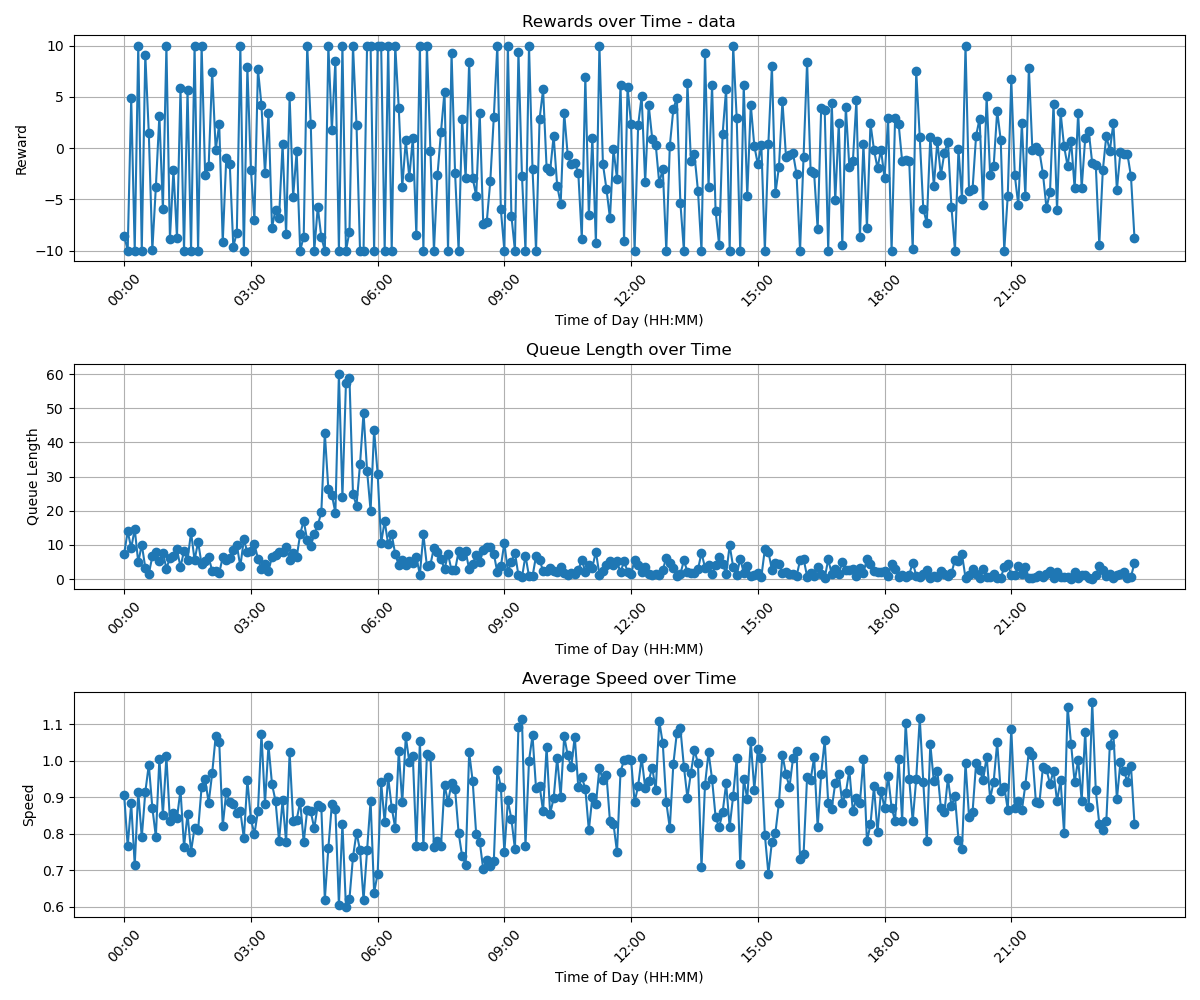 Rewards over Time - data
Reward
10
5
0
−5
−10
00:00 03:00 06:00 09:00 12:00 15:00 18:00 21:00
Time of Day (HH:MM)
Queue Length over Time
Queue Length
60
50
40
30
20
10
0
00:00 03:00 06:00 09:00 12:00 15:00 18:00 21:00
Time of Day (HH:MM)
Average Speed over Time
Speed
1.1
1.0
0.9
0.8
0.7
0.6
00:00 03:00 06:00 09:00 12:00 15:00 18:00 21:00
Time of Day (HH:MM)